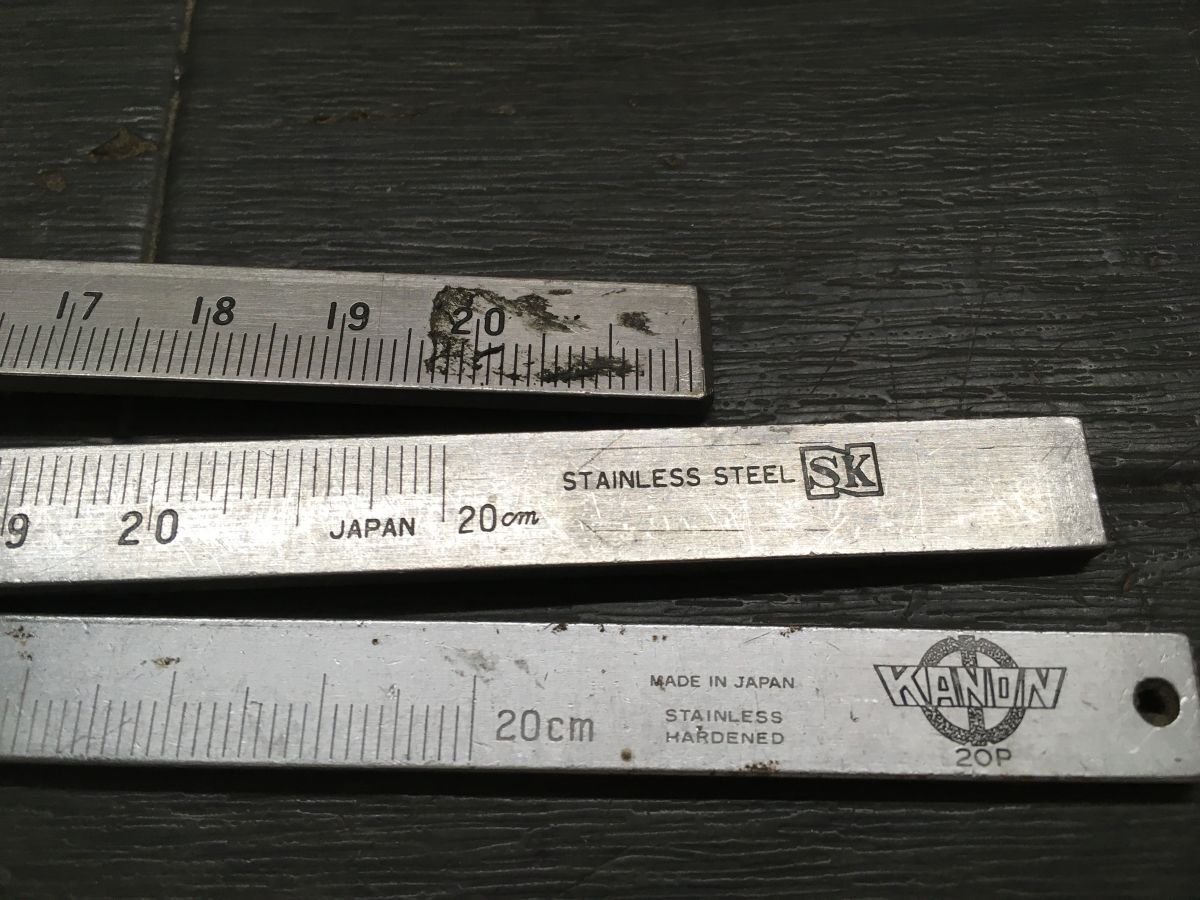 17 18 19 20
STAINLESS STEEL SK
9 20 JAPAN 20cm
MADE IN JAPAN
STAINLESS
HARDENED
20cm
KANON
20P